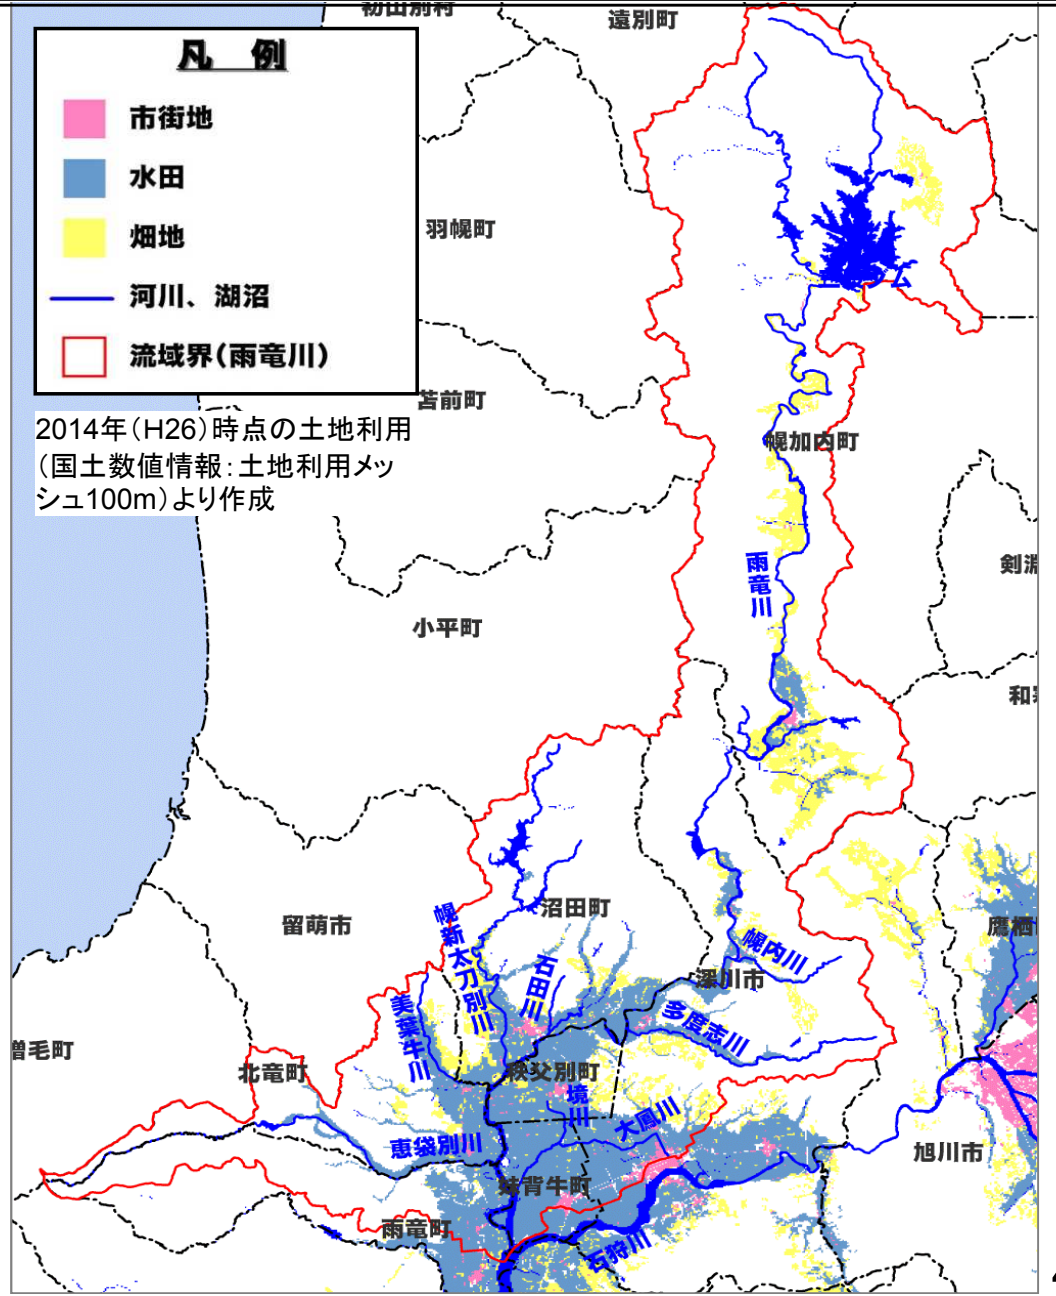 遠別町
凡 例
市街地
水田
畑地
河川、湖沼
流域界(雨竜川)
2014年(H26)時点の土地利用
(国土数値情報:土地利用メッ
シュ100m)より作成
羽幌町
苫前町
幌加内町
雨竜川
小平町
留萌市
沼田町
幌新太刀別川
石田川
美葉牛川
幌内川
深川市
多度志川
増毛町
北竜町
秩父別町
境川
大鳳川
恵袋別川
妹背牛町
雨竜町
石狩川
旭川市
鷹栖
剣淵